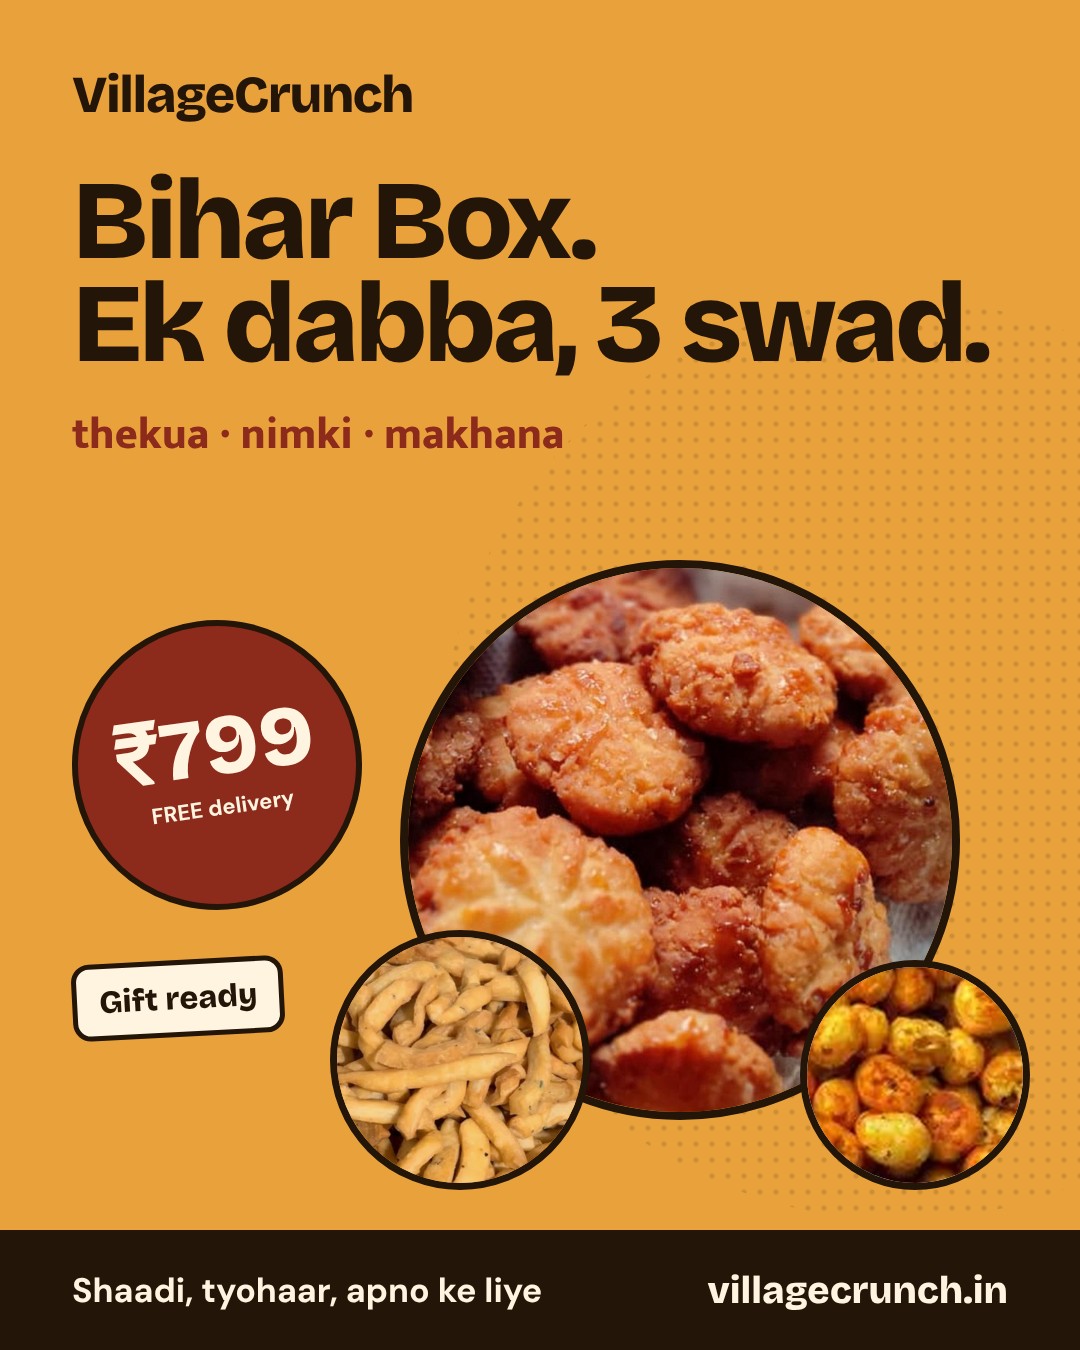 VillageCrunch
Bihar Box.
Ek dabba, 3 swad.
thekua · nimki · makhana
₹799
FREE delivery
Gift ready
Shaadi, tyohaar, apno ke liye
villagecrunch.in